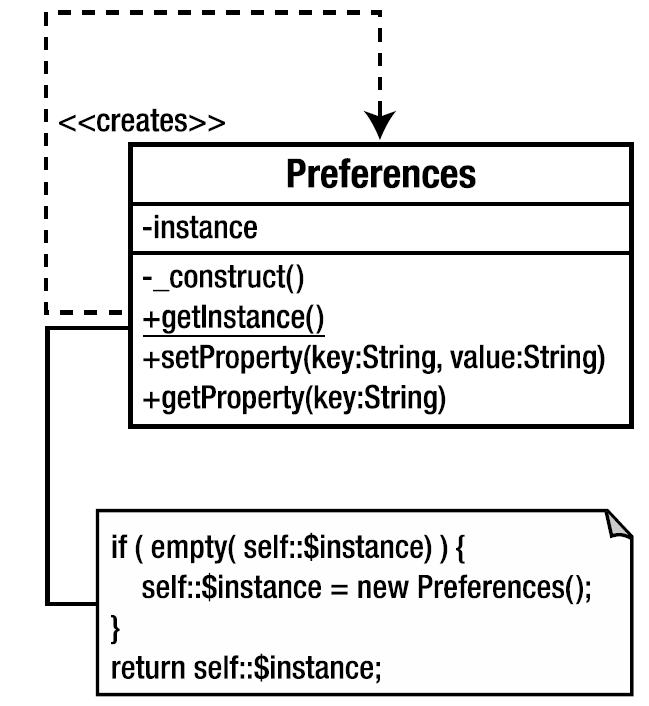 <<creates>>
Preferences
-instance
-_construct()
+getInstance()
+setProperty(key:String, value:String)
+getProperty(key:String)
if ( empty( self::$instance) ) {
self::$instance = new Preferences();
}
return self::$instance;